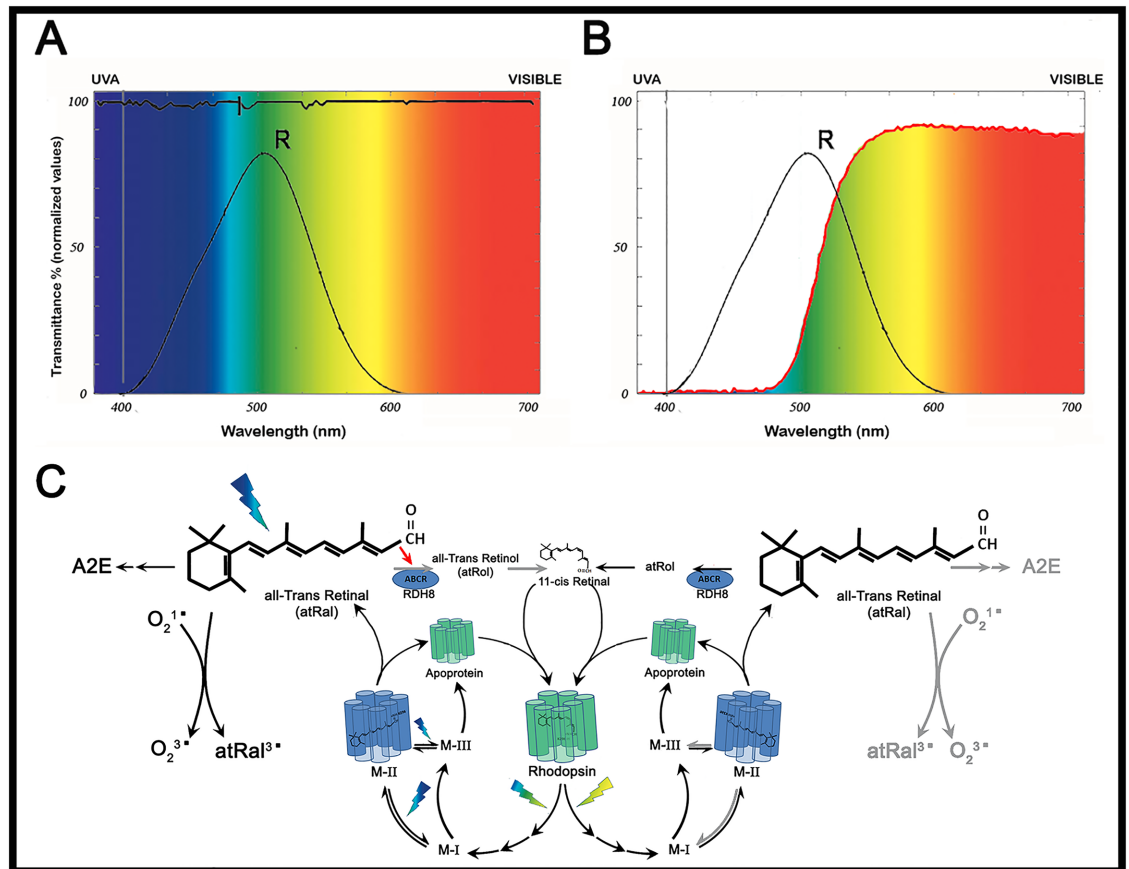 A
UVA
VISIBLE
Transmittance % (normalized values)
100
50
0
R
400
500
600
700
Wavelength (nm)
B
UVA
VISIBLE
100
50
0
R
400
500
600
700
Wavelength (nm)
C
A2E
O
CH
all-Trans Retinal
(atRal)
all-Trans Retinol
(atRol)
ABCR
RDH8
11-cis Retinal
atRol
ABCR
RDH8
O
CH
all-Trans Retinal
(atRal)
A2E
O₂¹▪
O₂³▪
atRal³▪
Apoprotein
M-II
M-III
M-I
Rhodopsin
Apoprotein
M-III
M-II
M-I
O₂¹▪
atRal³▪
O₂³▪